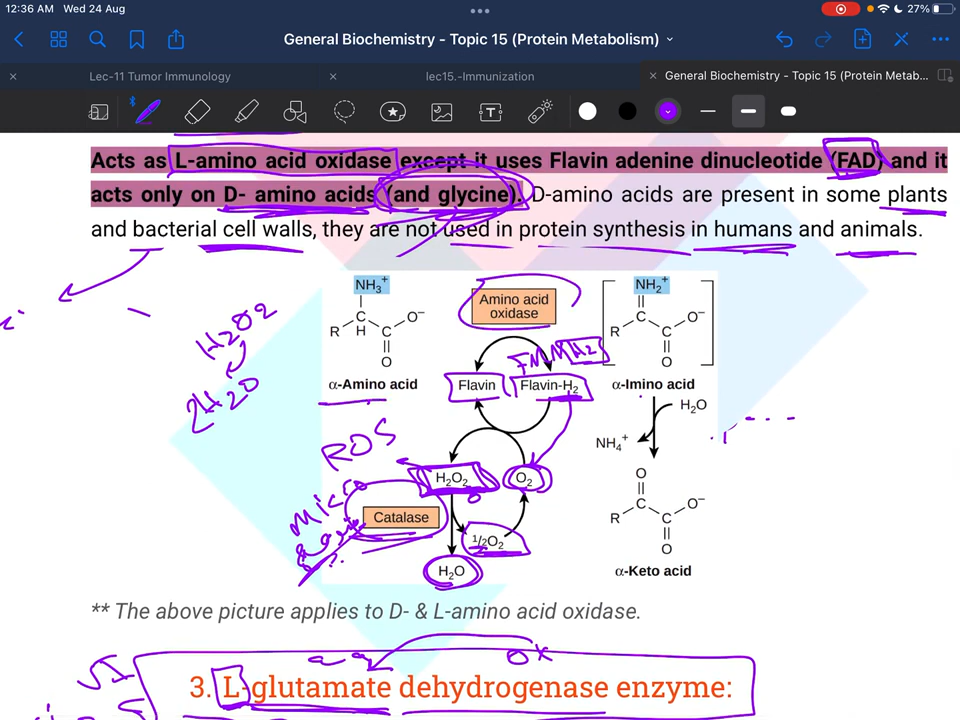 12:36 AM Wed 24 Aug
27%
General Biochemistry - Topic 15 (Protein Metabolism)
Lec-11 Tumor Immunology
lec15.-Immunization
General Biochemistry - Topic 15 (Protein Metab...
Acts as L-amino acid oxidase except it uses Flavin adenine dinucleotide (FAD) and it
acts only on D- amino acids (and glycine). D-amino acids are present in some plants
and bacterial cell walls, they are not used in protein synthesis in humans and animals.
NH3+
Amino acid
oxidase
NH2+
H2O2
2H2O
R C H C O− O
R C C O− O
FMNH2
α-Amino acid
Flavin
Flavin-H2
α-Imino acid
H2O
NH4+
ROS
H2O2
O2
O
R C C O− O
Micro
Catalase
½O2
H2O
α-Keto acid
** The above picture applies to D- & L-amino acid oxidase.
a a ox
3. L-glutamate dehydrogenase enzyme: